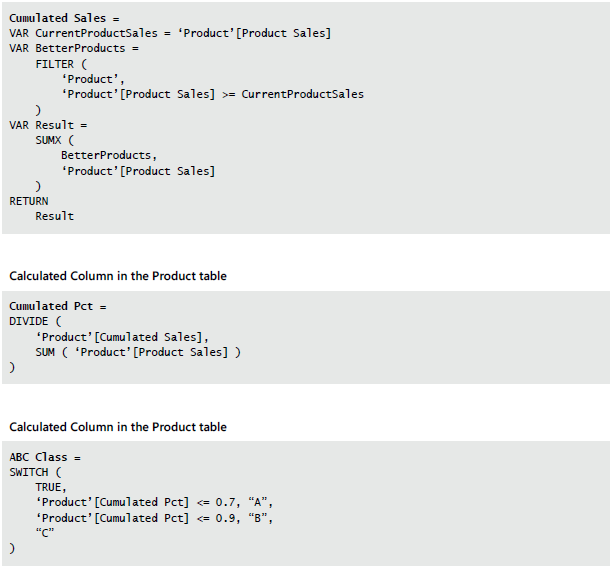 Cumulated Sales =
VAR CurrentProductSales = ‘Product’[Product Sales]
VAR BetterProducts =
    FILTER (
        ‘Product’,
        ‘Product’[Product Sales] >= CurrentProductSales
    )
VAR Result =
    SUMX (
        BetterProducts,
        ‘Product’[Product Sales]
    )
RETURN
    Result
Calculated Column in the Product table
Cumulated Pct =
DIVIDE (
    ‘Product’[Cumulated Sales],
    SUM ( ‘Product’[Product Sales] )
)
Calculated Column in the Product table
ABC Class =
SWITCH (
    TRUE,
    ‘Product’[Cumulated Pct] <= 0.7, “A”,
    ‘Product’[Cumulated Pct] <= 0.9, “B”,
    “C”
)